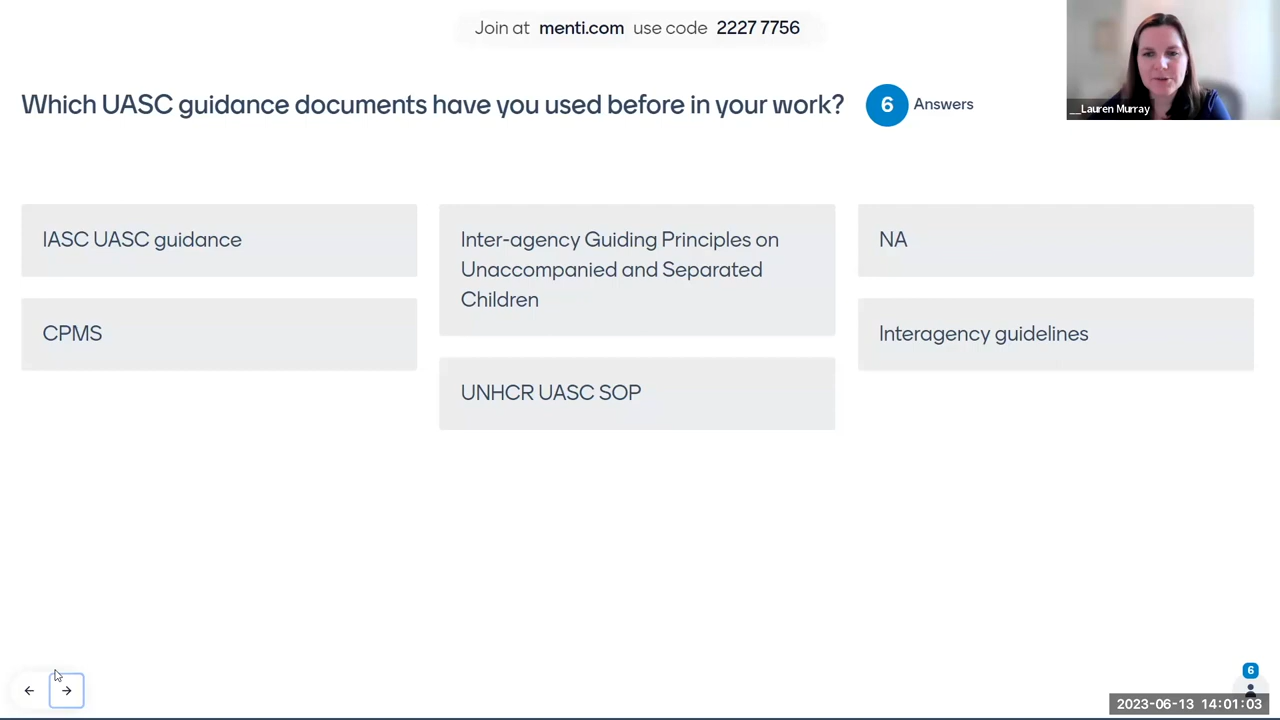 Join at menti.com use code 2227 7756
Which UASC guidance documents have you used before in your work?
6 Answers
__Lauren Murray
IASC UASC guidance
CPMS
Inter-agency Guiding Principles on
Unaccompanied and Separated
Children
UNHCR UASC SOP
NA
Interagency guidelines
6
2023-06-13 14:01:03